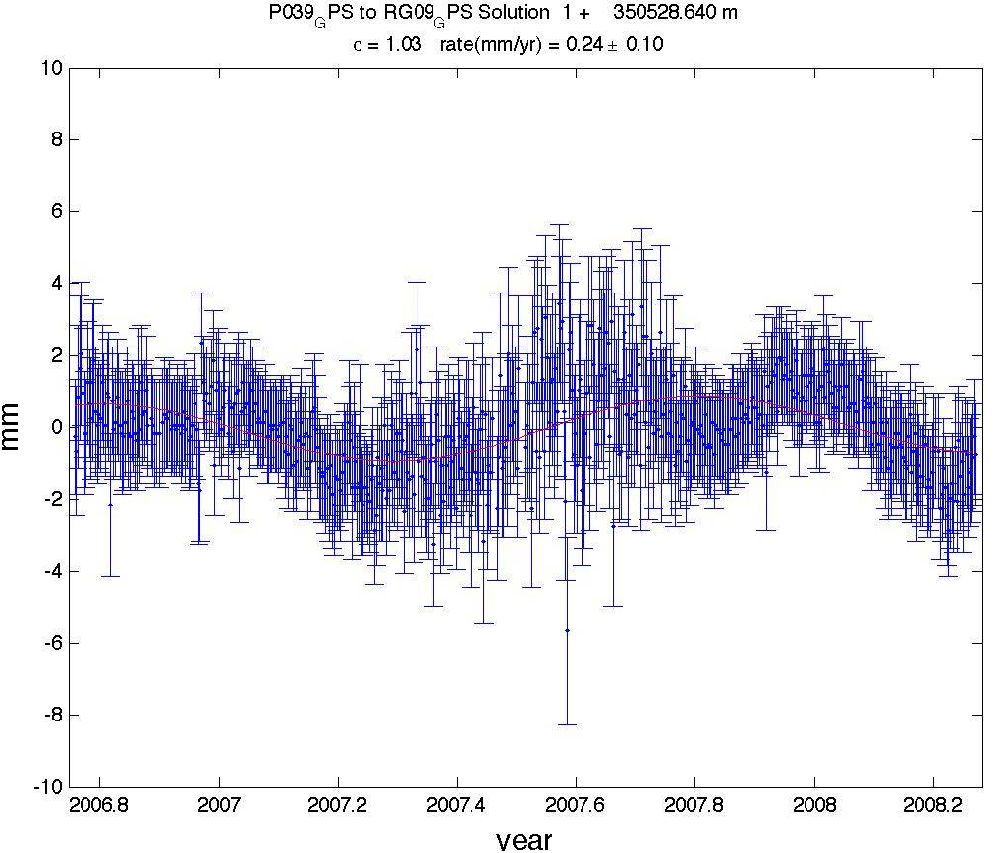 P039GPS to RG09GPS Solution 1 + 350528.640 m
σ = 1.03 rate(mm/yr) = 0.24 ± 0.10
10
8
6
4
2
0
-2
-4
-6
-8
-10
mm
2006.8 2007 2007.2 2007.4 2007.6 2007.8 2008 2008.2
year